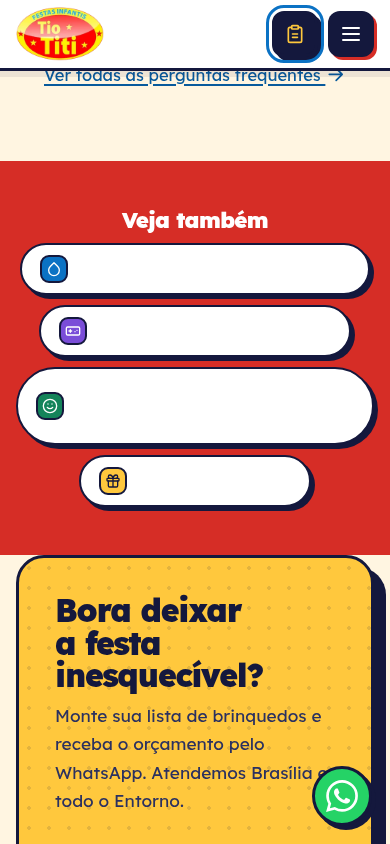 FESTAS INFANTIS
Tio
Titi
Ver todas as perguntas frequentes →
Veja também
Bora deixar
a festa
inesquecível?
Monte sua lista de brinquedos e
receba o orçamento pelo
WhatsApp. Atendemos Brasília e
todo o Entorno.